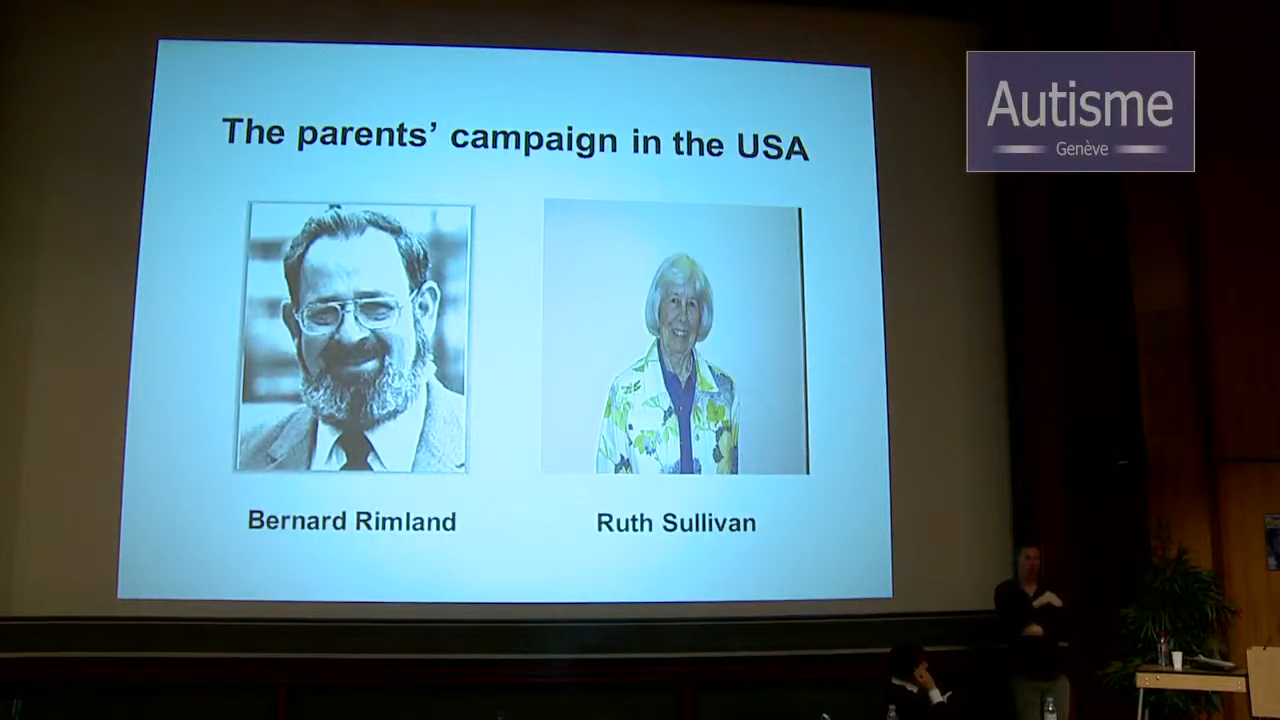 The parents’ campaign in the USA
Bernard Rimland
Ruth Sullivan
Autisme
Genève